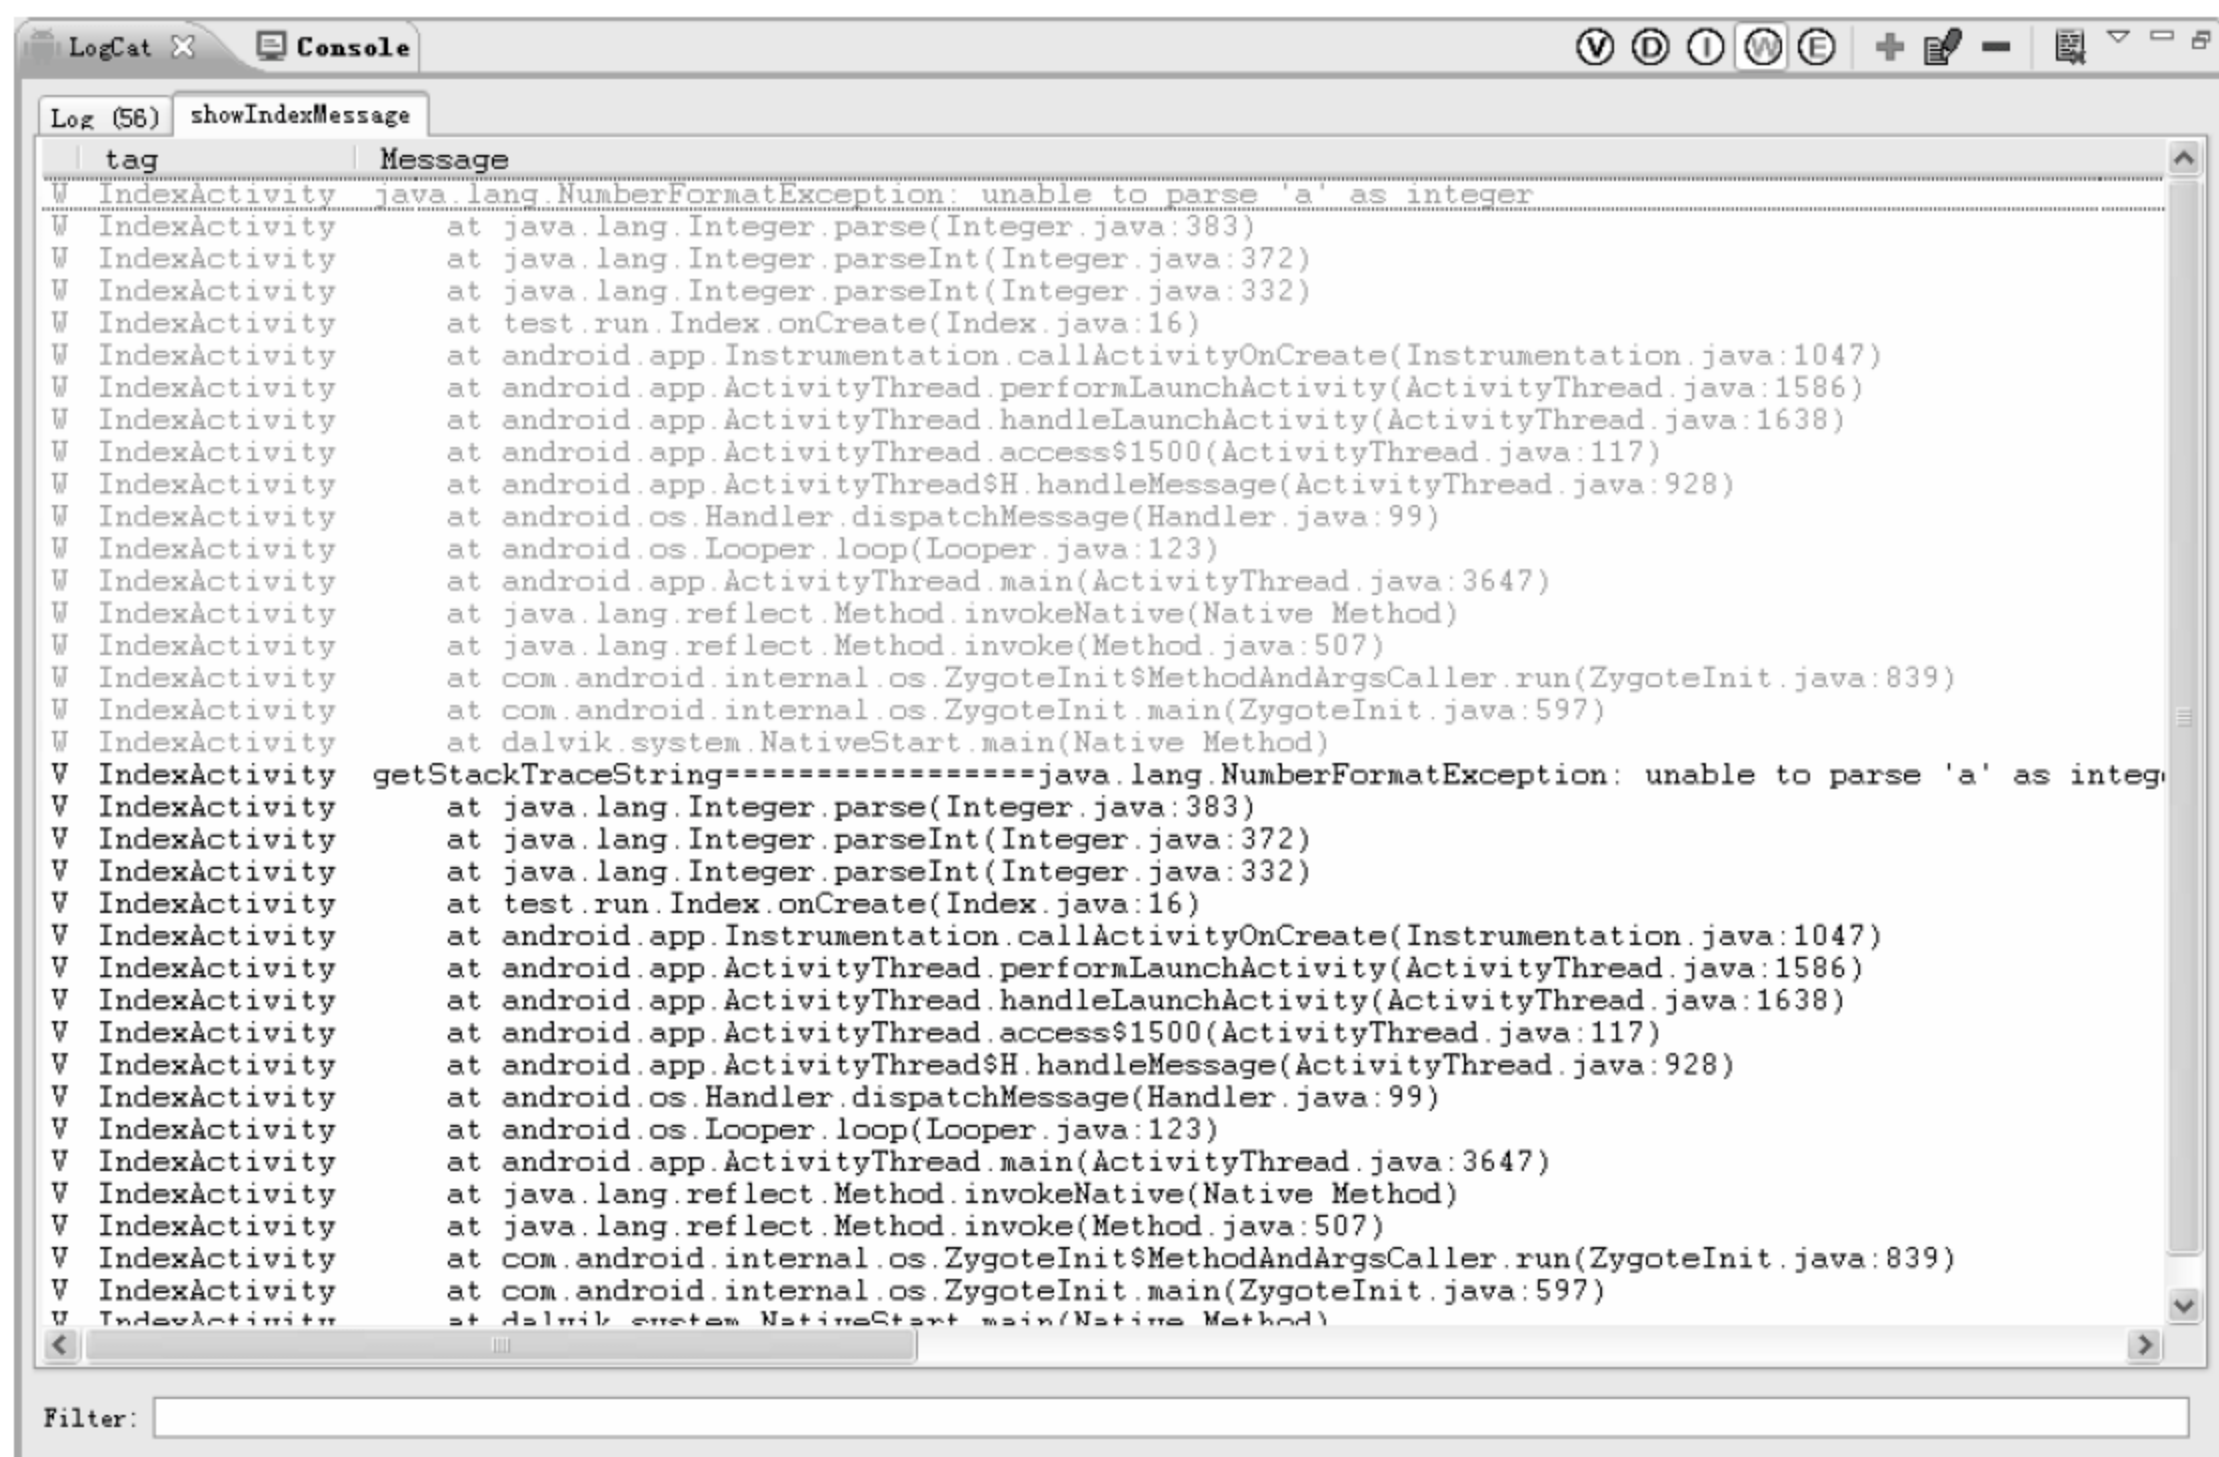 LogCat Console V D I W E
Log (56) showIndexMessage
tag Message
W IndexActivity java.lang.NumberFormatException: unable to parse 'a' as integer
W IndexActivity at java.lang.Integer.parse(Integer.java:383)
W IndexActivity at java.lang.Integer.parseInt(Integer.java:372)
W IndexActivity at java.lang.Integer.parseInt(Integer.java:332)
W IndexActivity at test.run.Index.onCreate(Index.java:16)
W IndexActivity at android.app.Instrumentation.callActivityOnCreate(Instrumentation.java:1047)
W IndexActivity at android.app.ActivityThread.performLaunchActivity(ActivityThread.java:1586)
W IndexActivity at android.app.ActivityThread.handleLaunchActivity(ActivityThread.java:1638)
W IndexActivity at android.app.ActivityThread.access$1500(ActivityThread.java:117)
W IndexActivity at android.app.ActivityThread$H.handleMessage(ActivityThread.java:928)
W IndexActivity at android.os.Handler.dispatchMessage(Handler.java:99)
W IndexActivity at android.os.Looper.loop(Looper.java:123)
W IndexActivity at android.app.ActivityThread.main(ActivityThread.java:3647)
W IndexActivity at java.lang.reflect.Method.invokeNative(Native Method)
W IndexActivity at java.lang.reflect.Method.invoke(Method.java:507)
W IndexActivity at com.android.internal.os.ZygoteInit$MethodAndArgsCaller.run(ZygoteInit.java:839)
W IndexActivity at com.android.internal.os.ZygoteInit.main(ZygoteInit.java:597)
W IndexActivity at dalvik.system.NativeStart.main(Native Method)
V IndexActivity getStackTraceString=================java.lang.NumberFormatException: unable to parse 'a' as integ
V IndexActivity at java.lang.Integer.parse(Integer.java:383)
V IndexActivity at java.lang.Integer.parseInt(Integer.java:372)
V IndexActivity at java.lang.Integer.parseInt(Integer.java:332)
V IndexActivity at test.run.Index.onCreate(Index.java:16)
V IndexActivity at android.app.Instrumentation.callActivityOnCreate(Instrumentation.java:1047)
V IndexActivity at android.app.ActivityThread.performLaunchActivity(ActivityThread.java:1586)
V IndexActivity at android.app.ActivityThread.handleLaunchActivity(ActivityThread.java:1638)
V IndexActivity at android.app.ActivityThread.access$1500(ActivityThread.java:117)
V IndexActivity at android.app.ActivityThread$H.handleMessage(ActivityThread.java:928)
V IndexActivity at android.os.Handler.dispatchMessage(Handler.java:99)
V IndexActivity at android.os.Looper.loop(Looper.java:123)
V IndexActivity at android.app.ActivityThread.main(ActivityThread.java:3647)
V IndexActivity at java.lang.reflect.Method.invokeNative(Native Method)
V IndexActivity at java.lang.reflect.Method.invoke(Method.java:507)
V IndexActivity at com.android.internal.os.ZygoteInit$MethodAndArgsCaller.run(ZygoteInit.java:839)
V IndexActivity at com.android.internal.os.ZygoteInit.main(ZygoteInit.java:597)
V IndexActivity at dalvik.system.NativeStart.main(Native Method)
Filter: